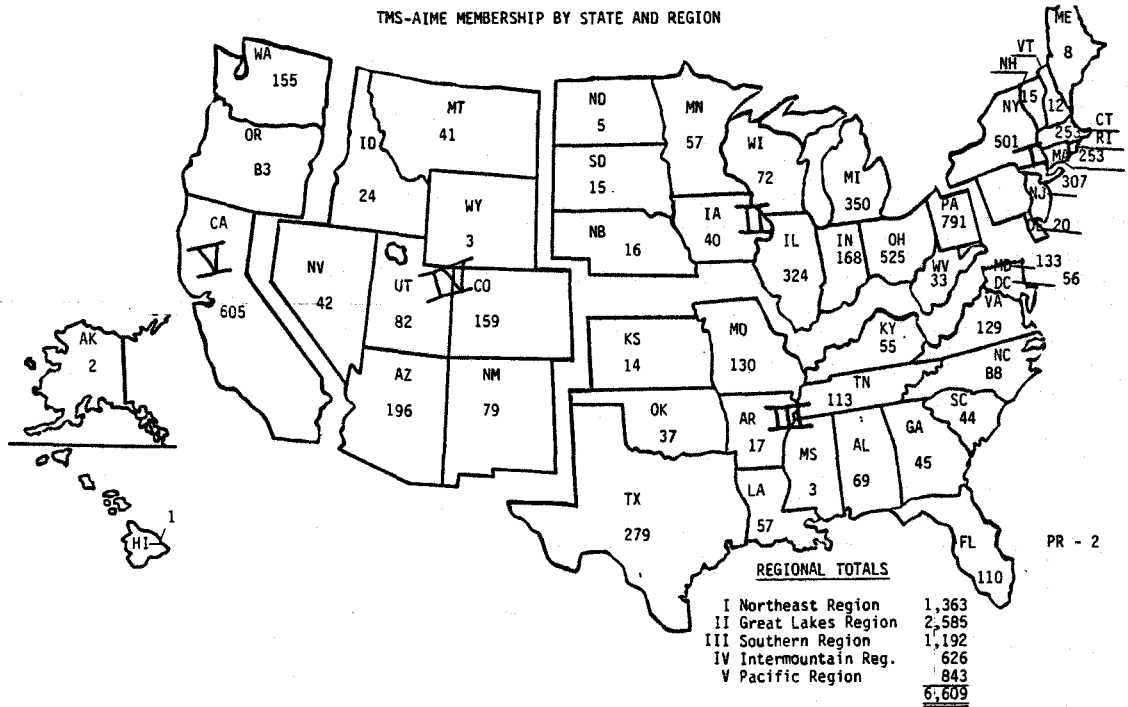 TMS-AIME MEMBERSHIP BY STATE AND REGION
WA
155
OR
83
CA
605
V
NV
42
ID
24
MT
41
WY
3
UT
82
IV
CO
159
AZ
196
NM
79
AK
2
HI
1
ND
5
SD
15
NB
16
KS
14
OK
37
TX
279
MN
57
IA
40
II
MO
130
AR
17
III
LA
57
WI
72
MI
350
IL
324
IN
168
OH
525
KY
55
TN
113
MS
3
AL
69
GA
45
FL
110
SC
44
NC
88
VA
129
WV
33
PA
791
MD
133
DC
56
DE 20
NJ
307
NY
501
I
CT
253
RI
MA 253
NH
15
VT
12
ME
8
PR - 2
REGIONAL TOTALS
I Northeast Region 1,363
II Great Lakes Region 2,585
III Southern Region 1,192
IV Intermountain Reg. 626
V Pacific Region 843
6,609